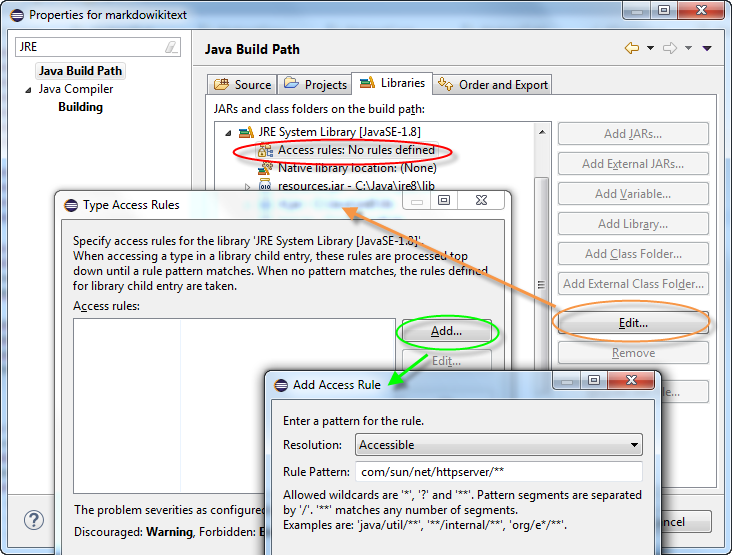 Properties for markdowikitext
JRE
Java Build Path
Java Compiler
Building
Java Build Path
Source
Projects
Libraries
Order and Export
JARs and class folders on the build path:
JRE System Library [JavaSE-1.8]
Access rules: No rules defined
Native library location: (None)
resources.jar - C:\Java\jre8\lib
Add JARs...
Add External JARs...
Add Variable...
Add Library...
Add Class Folder...
Add External Class Folder...
Edit...
Remove
Type Access Rules
Specify access rules for the library 'JRE System Library [JavaSE-1.8]'.
When accessing a type in a library child entry, these rules are processed top
down until a rule pattern matches. When no pattern matches, the rules defined
for library child entry are taken.
Access rules:
Add...
Edit...
The problem severities as configured
Discouraged: Warning, Forbidden:
Add Access Rule
Enter a pattern for the rule.
Resolution:
Accessible
Rule Pattern:
com/sun/net/httpserver/**
Allowed wildcards are '*', '?' and '**'. Pattern segments are separated
by '/'. '**' matches any number of segments.
Examples are: 'java/util/**', '**/internal/**', 'org/e*/**'.